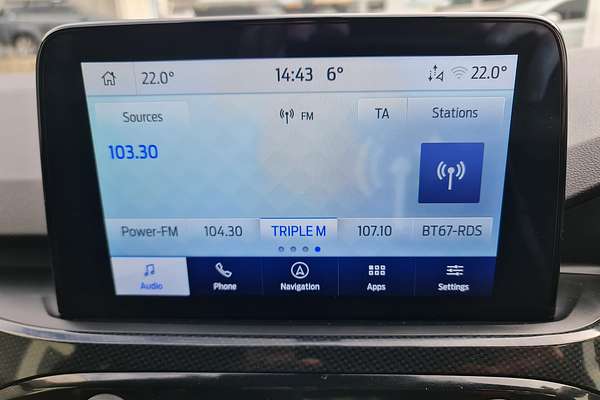 22.0° 14:43 6° 22.0°
Sources FM TA Stations
103.30
Power-FM 104.30 TRIPLE M 107.10 BT67-RDS
Audio Phone Navigation Apps Settings